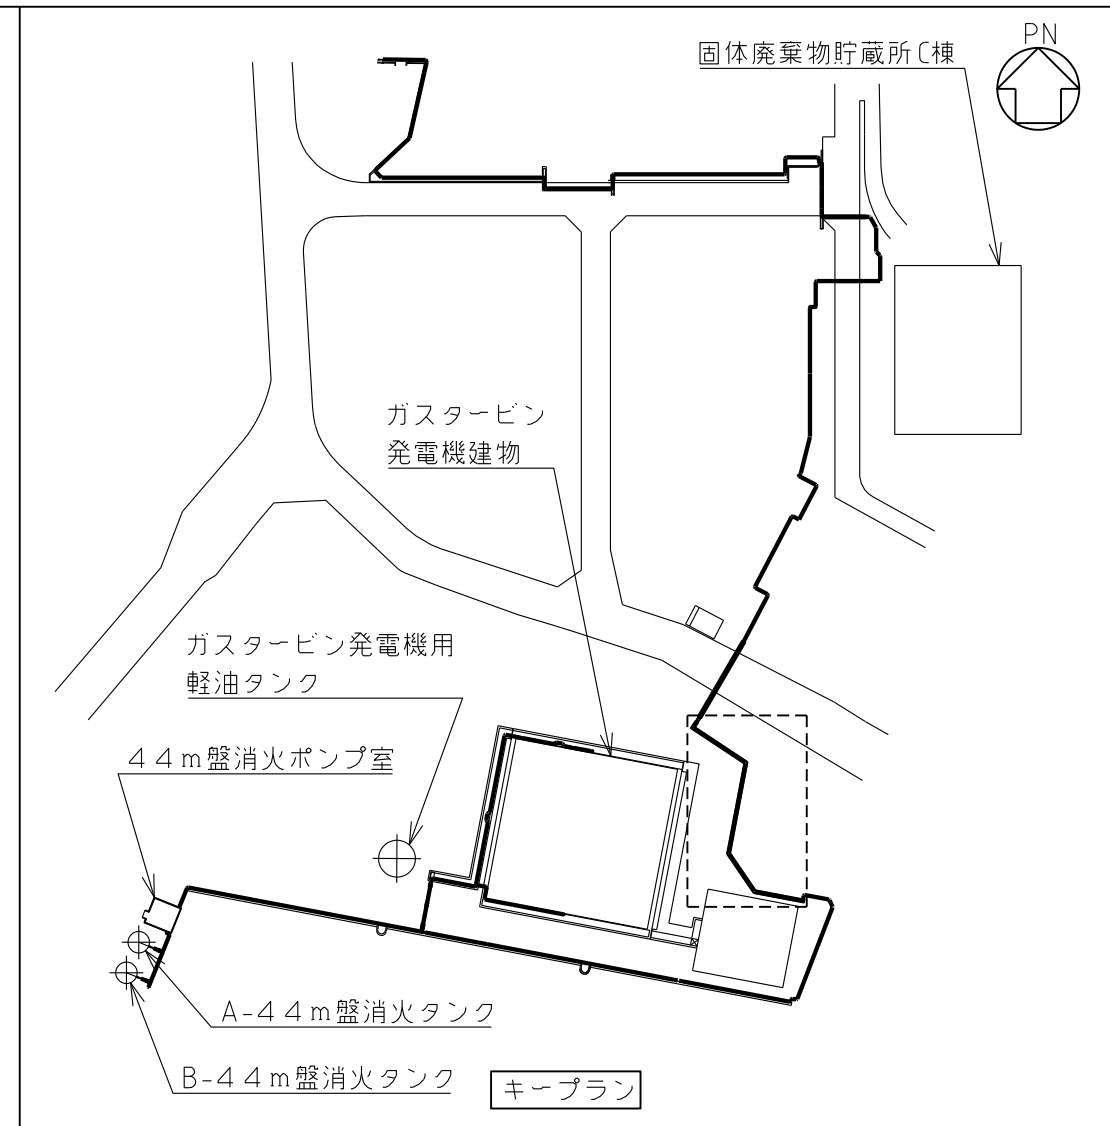 PN
固体廃棄物貯蔵所C棟
ガスタービン
発電機建物
ガスタービン発電機用
軽油タンク
44m盤消火ポンプ室
A-44m盤消火タンク
B-44m盤消火タンク
キープラン